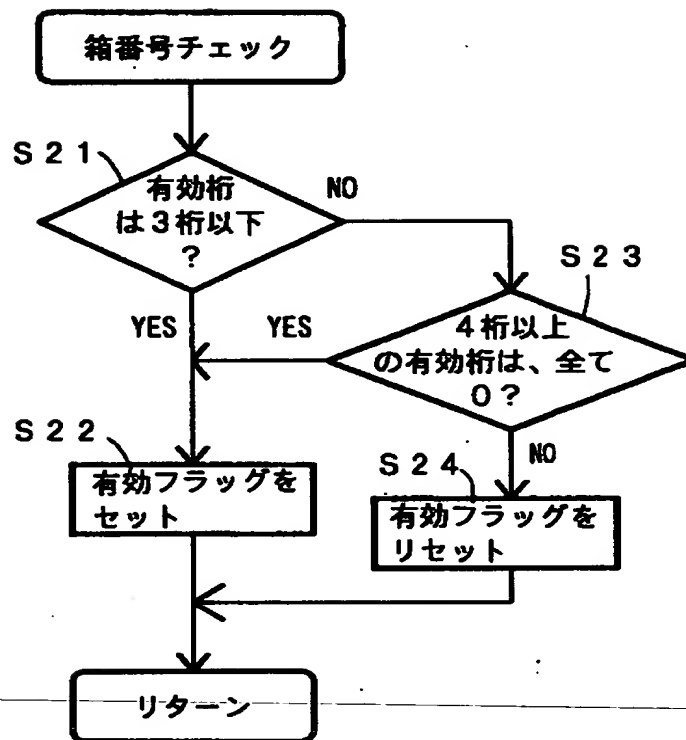 箱番号チェック
S21
有効桁
は3桁以下
?
NO
S23
YES
YES
4桁以上
の有効桁は、全て
0?
S22
有効フラッグを
セット
NO
S24
有効フラッグを
リセット
リターン